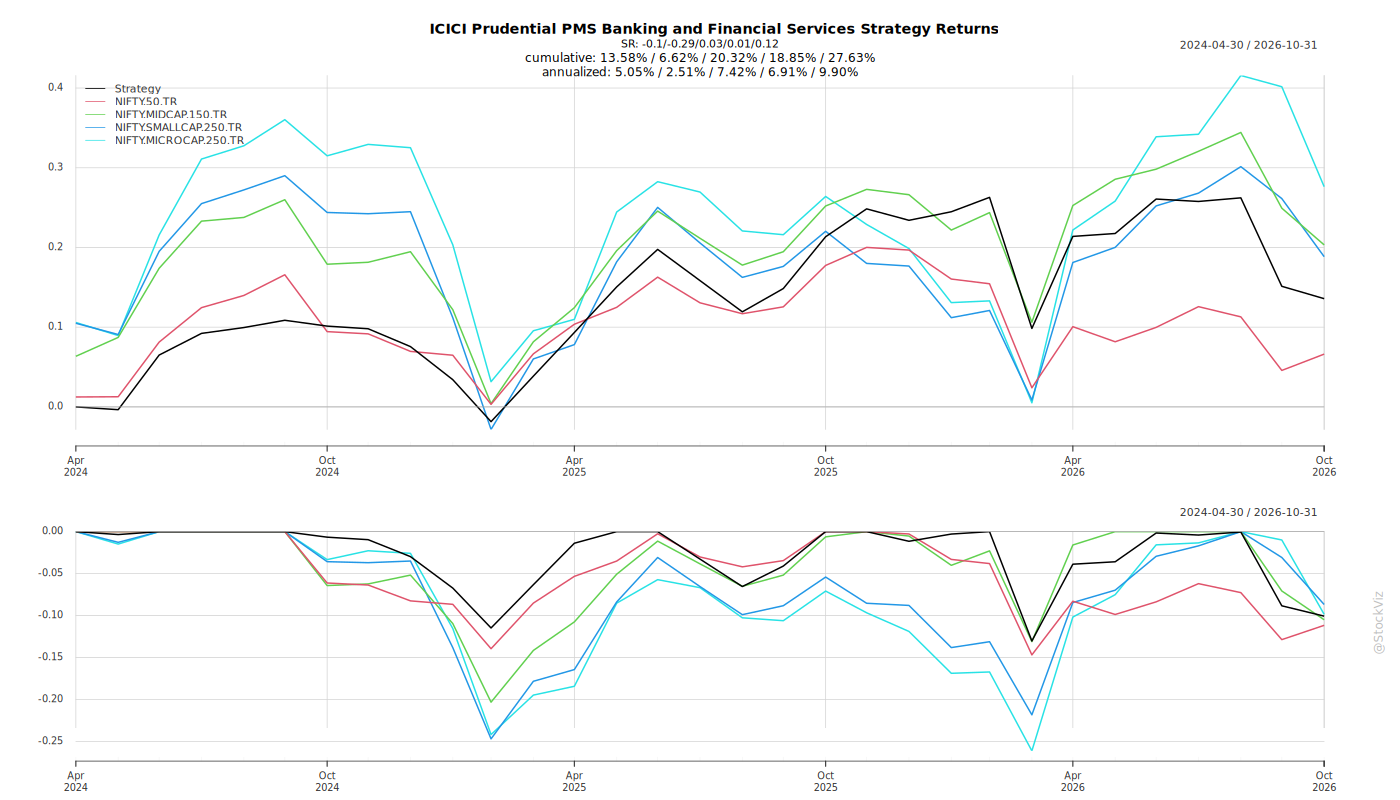 ICICI Prudential PMS Banking and Financial Services Strategy Returns
SR: -0.1/-0.29/0.03/0.01/0.12
cumulative: 13.58% / 6.62% / 20.32% / 18.85% / 27.63%
annualized: 5.05% / 2.51% / 7.42% / 6.91% / 9.90%
2024-04-30 / 2026-10-31
Strategy
NIFTY.50.TR
NIFTY.MIDCAP.150.TR
NIFTY.SMALLCAP.250.TR
NIFTY.MICROCAP.250.TR
0.4
0.3
0.2
0.1
0.0
Apr 2024
Oct 2024
Apr 2025
Oct 2025
Apr 2026
Oct 2026
2024-04-30 / 2026-10-31
0.00
-0.05
-0.10
-0.15
-0.20
-0.25
Apr 2024
Oct 2024
Apr 2025
Oct 2025
Apr 2026
Oct 2026
@StockViz